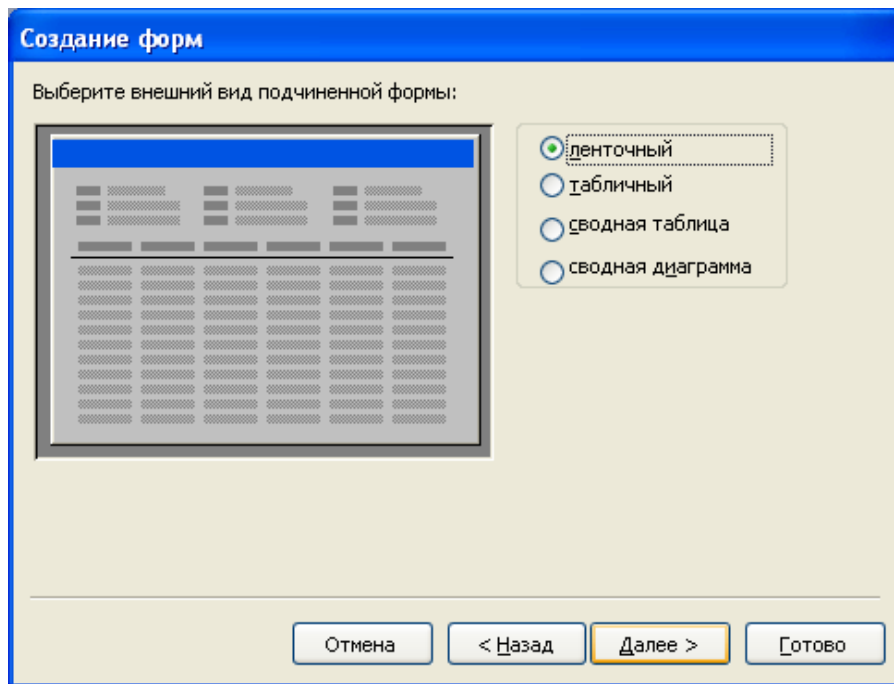 Создание форм
Выберите внешний вид подчиненной формы:
ленточный
табличный
сводная таблица
сводная диаграмма
Отмена
< Назад
Далее >
Готово